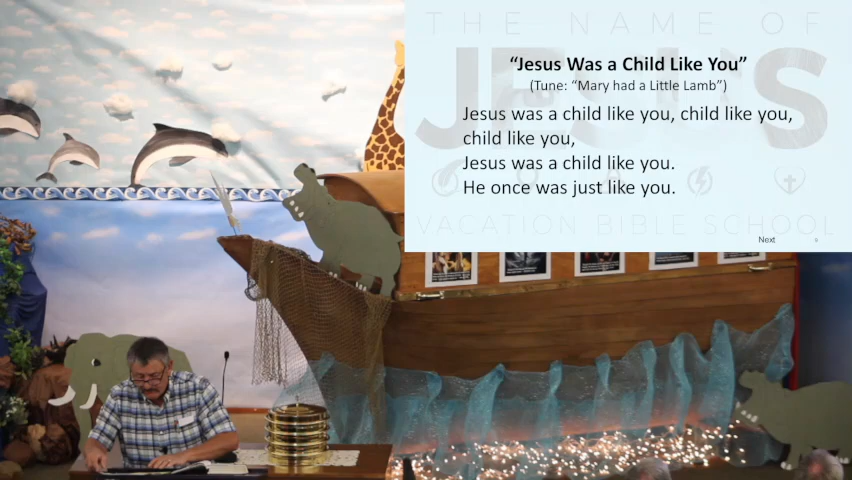 THE NAME OF
JESUS
“Jesus Was a Child Like You”
(Tune: “Mary had a Little Lamb”)
Jesus was a child like you, child like you,
child like you,
Jesus was a child like you.
He once was just like you.
VACATION BIBLE SCHOOL
Next